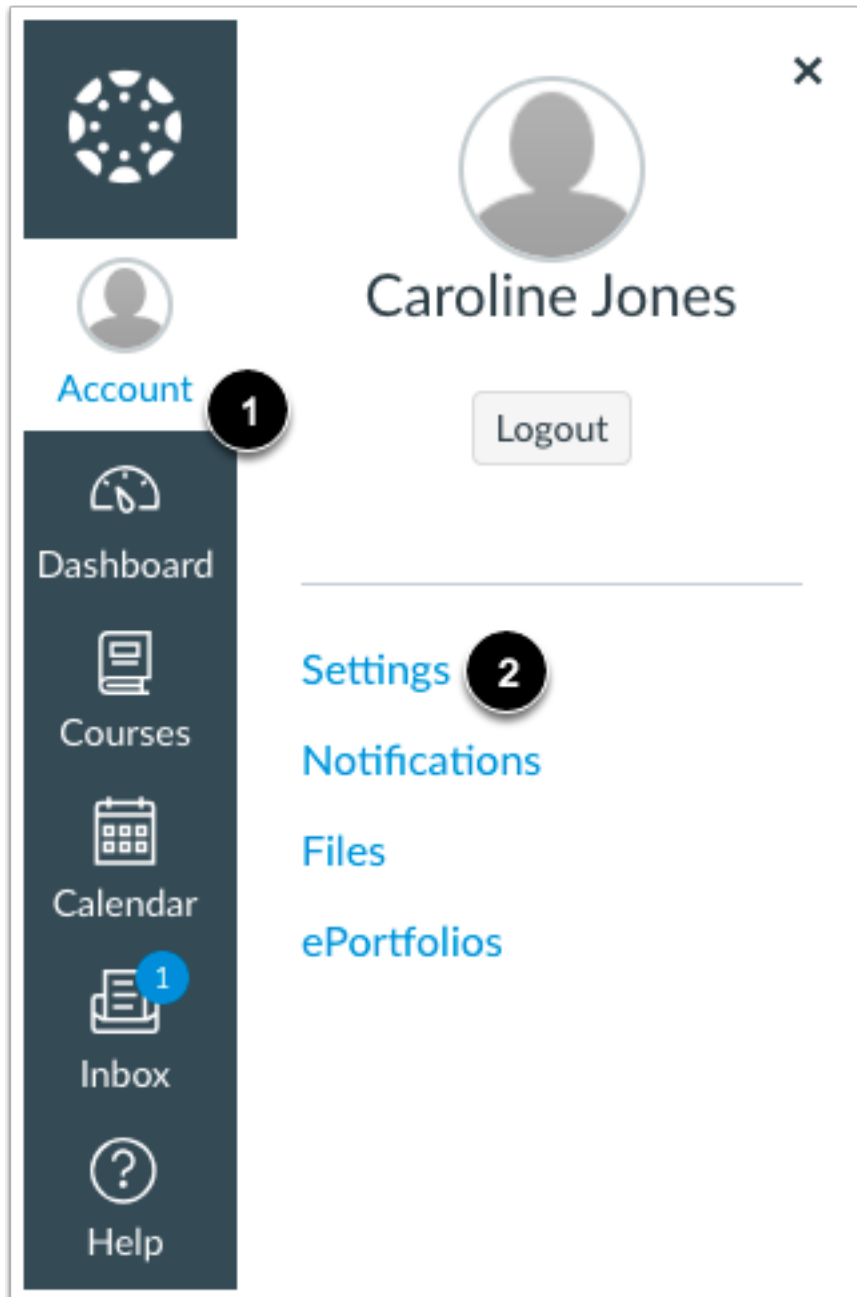 Account
1
Dashboard
Courses
Calendar
1
Inbox
Help
×
Caroline Jones
Logout
Settings 2
Notifications
Files
ePortfolios